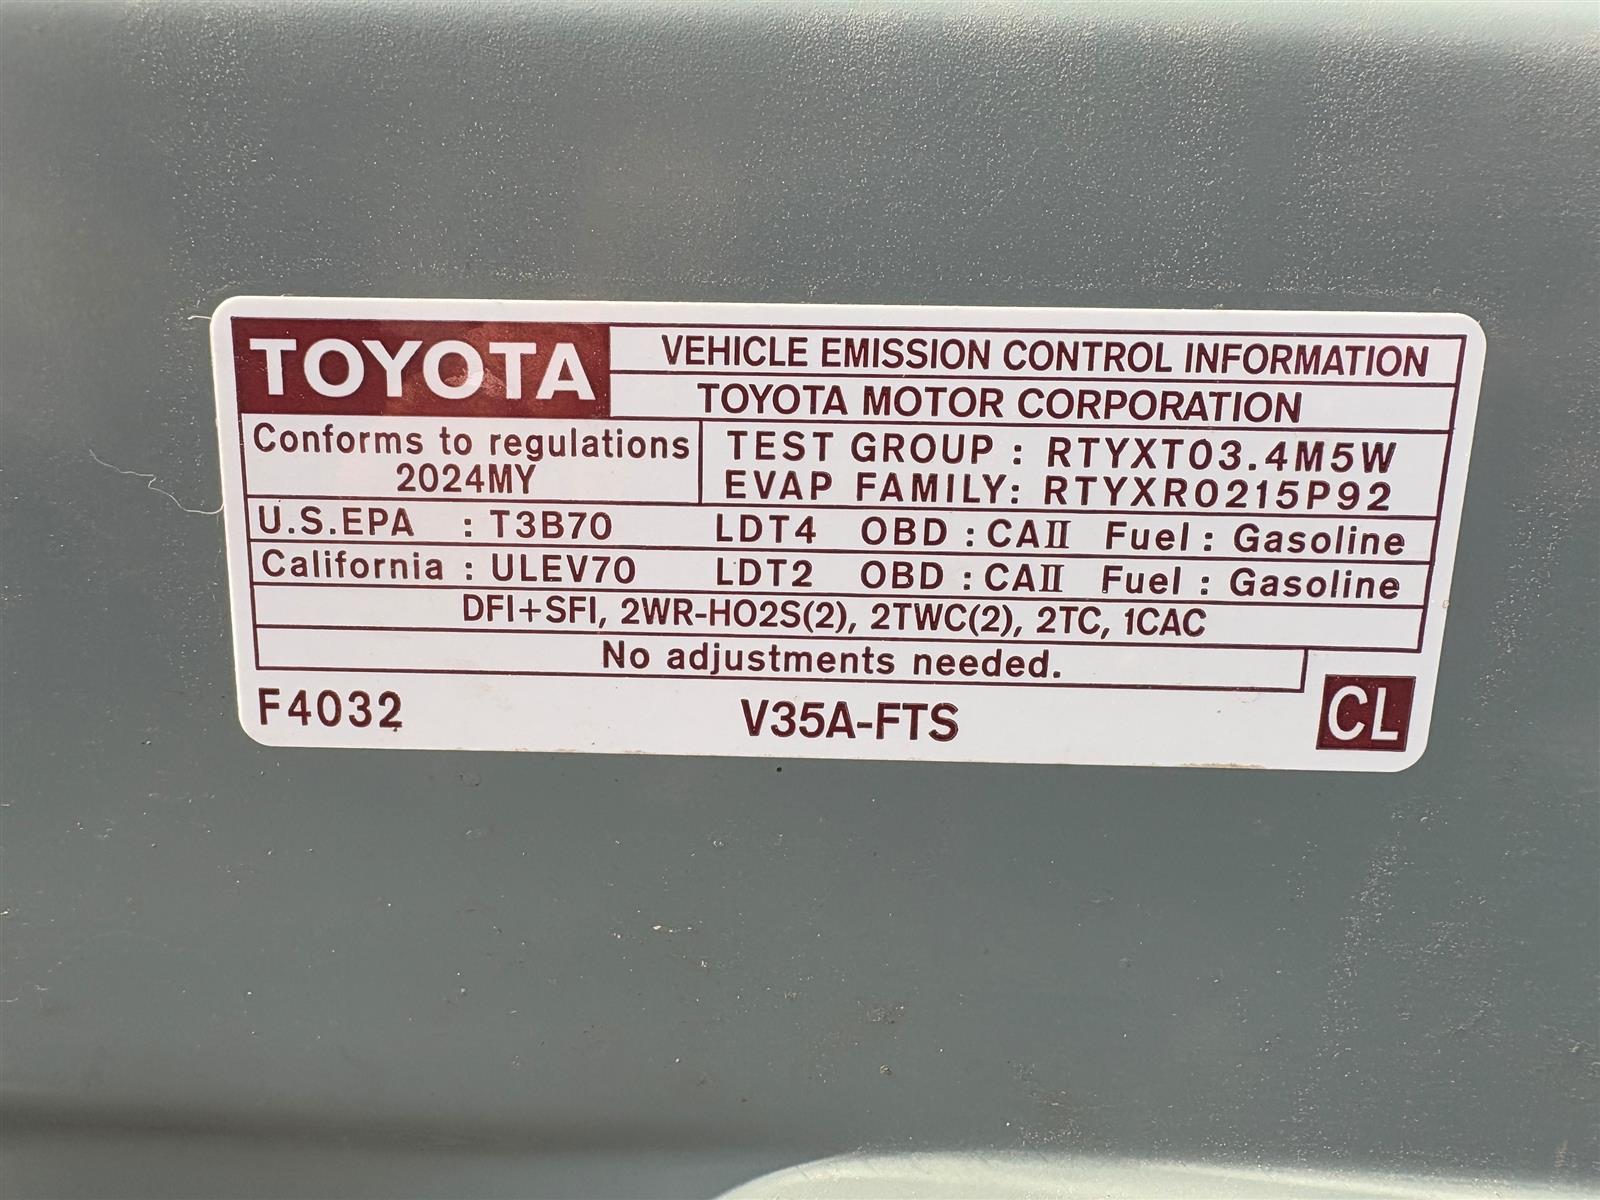 TOYOTA
VEHICLE EMISSION CONTROL INFORMATION
TOYOTA MOTOR CORPORATION
Conforms to regulations
2024MY
TEST GROUP : RTYXT03.4M5W
EVAP FAMILY: RTYXR0215P92
U.S.EPA : T3B70 LDT4 OBD : CAII Fuel : Gasoline
California : ULEV70 LDT2 OBD : CAII Fuel : Gasoline
DFI+SFI, 2WR-HO2S(2), 2TWC(2), 2TC, 1CAC
No adjustments needed.
F4032 V35A-FTS CL